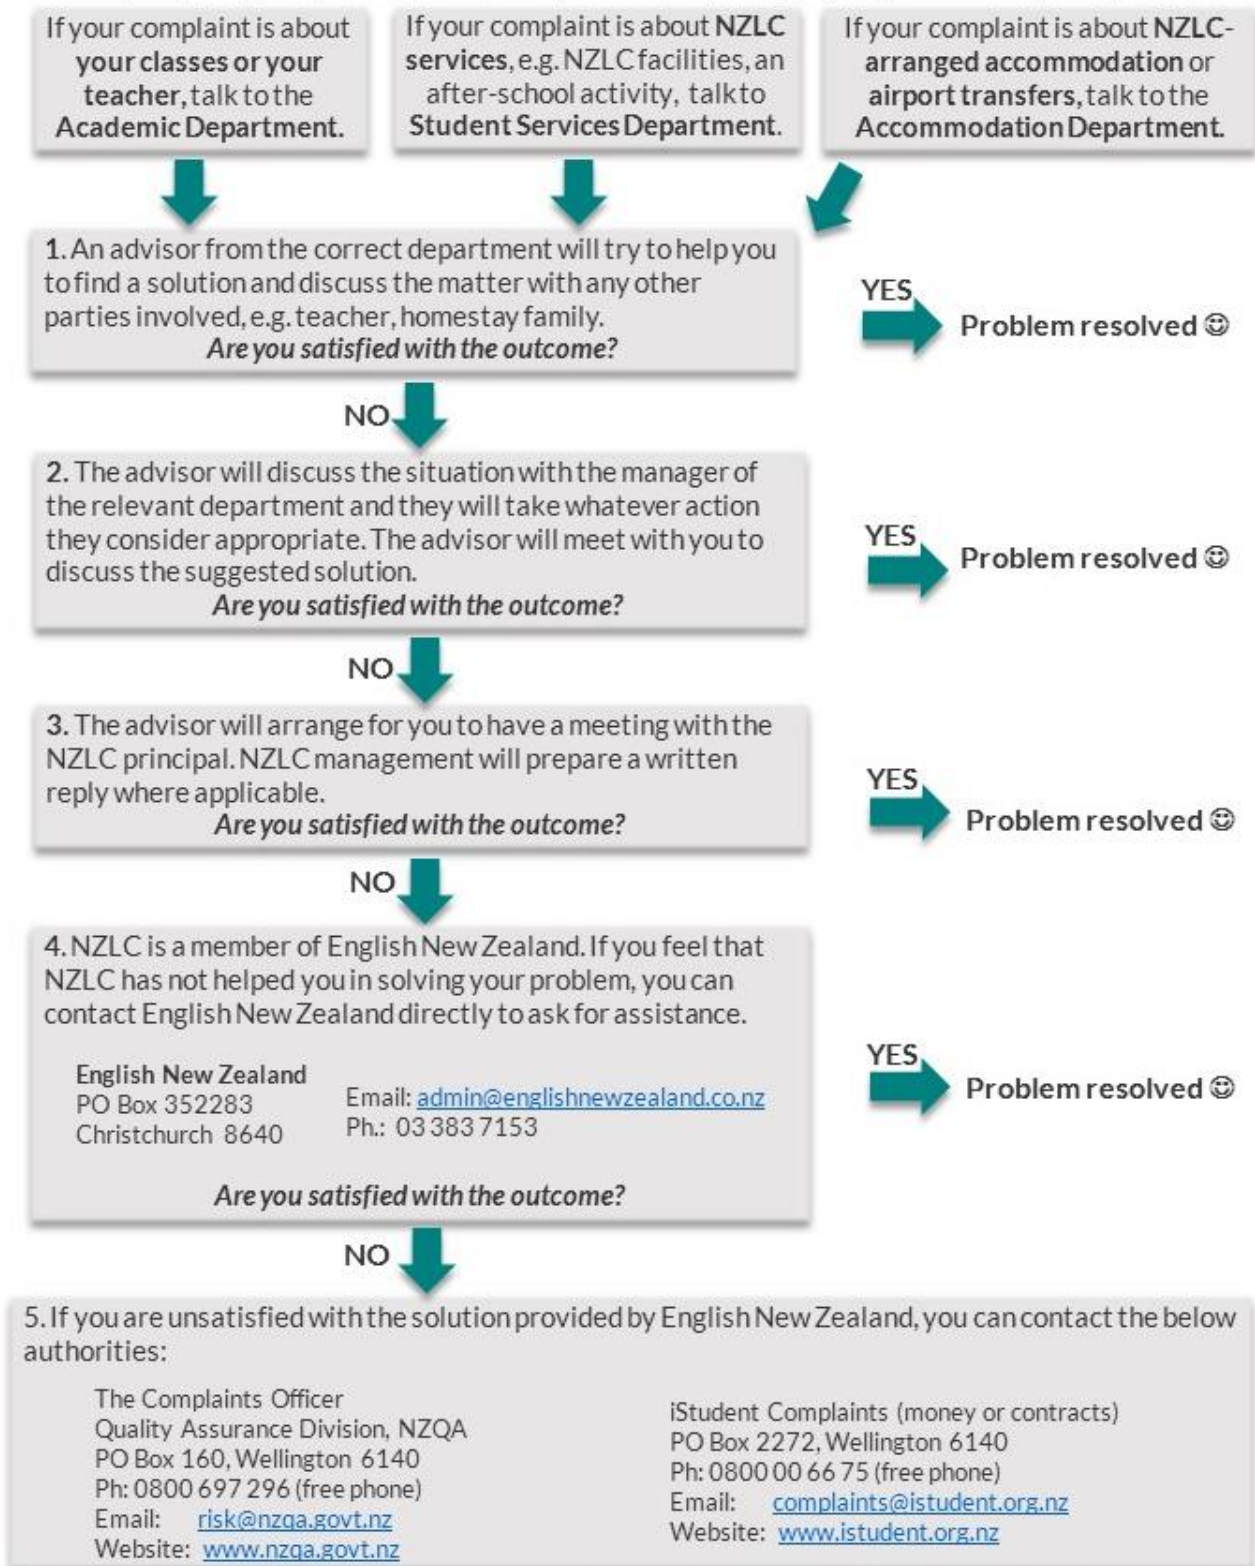 If your complaint is about
your classes or your
teacher, talk to the
Academic Department.
If your complaint is about NZLC
services, e.g. NZLC facilities, an
after-school activity, talk to
Student Services Department.
If your complaint is about NZLC-
arranged accommodation or
airport transfers, talk to the
Accommodation Department.
1. An advisor from the correct department will try to help you
to find a solution and discuss the matter with any other
parties involved, e.g. teacher, homestay family.
Are you satisfied with the outcome?
YES
Problem resolved ☺
NO
2. The advisor will discuss the situation with the manager of
the relevant department and they will take whatever action
they consider appropriate. The advisor will meet with you to
discuss the suggested solution.
Are you satisfied with the outcome?
YES
Problem resolved ☺
NO
3. The advisor will arrange for you to have a meeting with the
NZLC principal. NZLC management will prepare a written
reply where applicable.
Are you satisfied with the outcome?
YES
Problem resolved ☺
NO
4. NZLC is a member of English New Zealand. If you feel that
NZLC has not helped you in solving your problem, you can
contact English New Zealand directly to ask for assistance.
English New Zealand
PO Box 352283
Christchurch 8640
Email: admin@englishnewzealand.co.nz
Ph.: 03 383 7153
Are you satisfied with the outcome?
YES
Problem resolved ☺
NO
5. If you are unsatisfied with the solution provided by English New Zealand, you can contact the below
authorities:
The Complaints Officer
Quality Assurance Division, NZQA
PO Box 160, Wellington 6140
Ph: 0800 697 296 (free phone)
Email: risk@nzqa.govt.nz
Website: www.nzqa.govt.nz
iStudent Complaints (money or contracts)
PO Box 2272, Wellington 6140
Ph: 0800 00 66 75 (free phone)
Email: complaints@istudent.org.nz
Website: www.istudent.org.nz